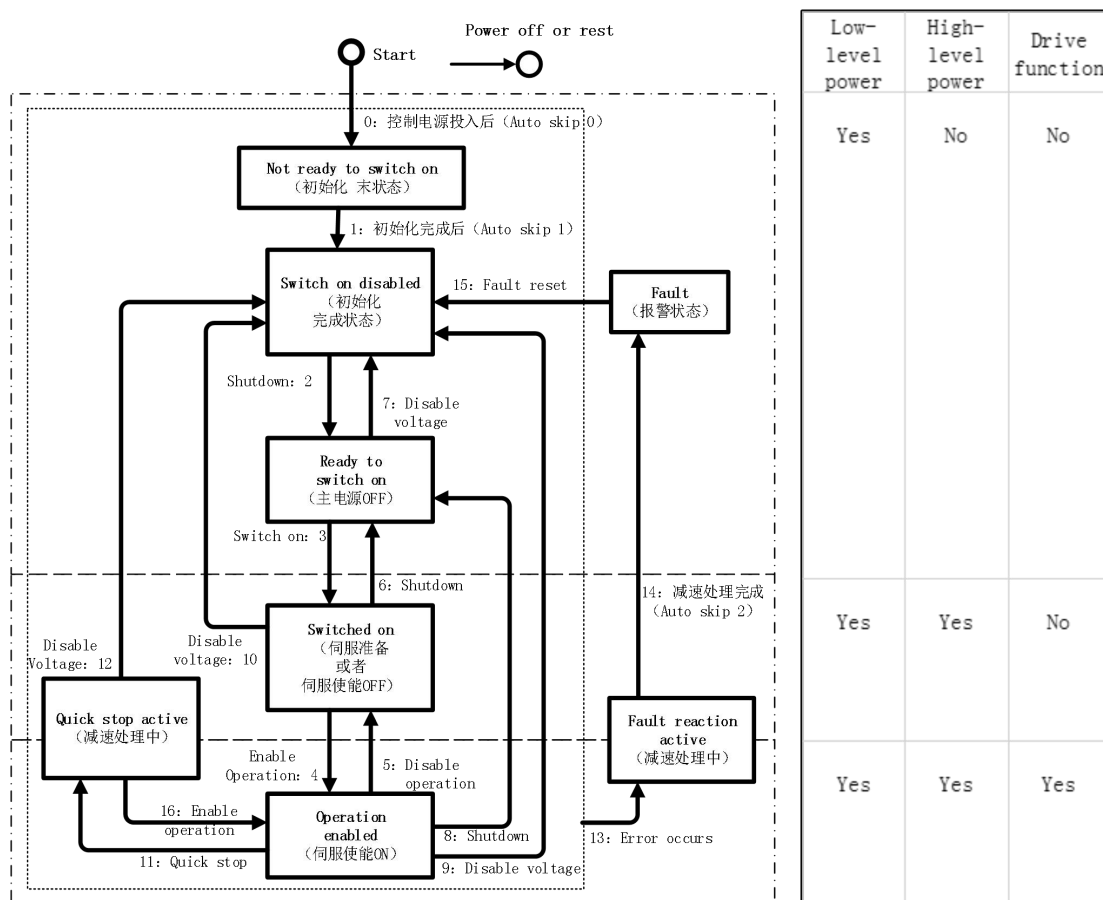 Power off or rest
Start
0: 控制电源投入后（Auto skip 0）
Not ready to switch on
（初始化 末状态）
1: 初始化完成后（Auto skip 1）
Switch on disabled
（初始化
完成状态）
15: Fault reset
Fault
（报警状态）
Shutdown: 2
7: Disable
voltage
Ready to
switch on
（主电源OFF）
Switch on: 3
6: Shutdown
14: 减速处理完成
（Auto skip 2）
Disable
Voltage: 12
Disable
voltage: 10
Switched on
（伺服准备
或者
伺服使能OFF）
Quick stop active
（减速处理中）
Fault reaction
active
（减速处理中）
Enable
Operation: 4
5: Disable
operation
16: Enable
operation
Operation
enabled
（伺服使能ON）
11: Quick stop
8: Shutdown
9: Disable voltage
13: Error occurs
Low-
level
power
High-
level
power
Drive
function
Yes No No
Yes Yes No
Yes Yes Yes